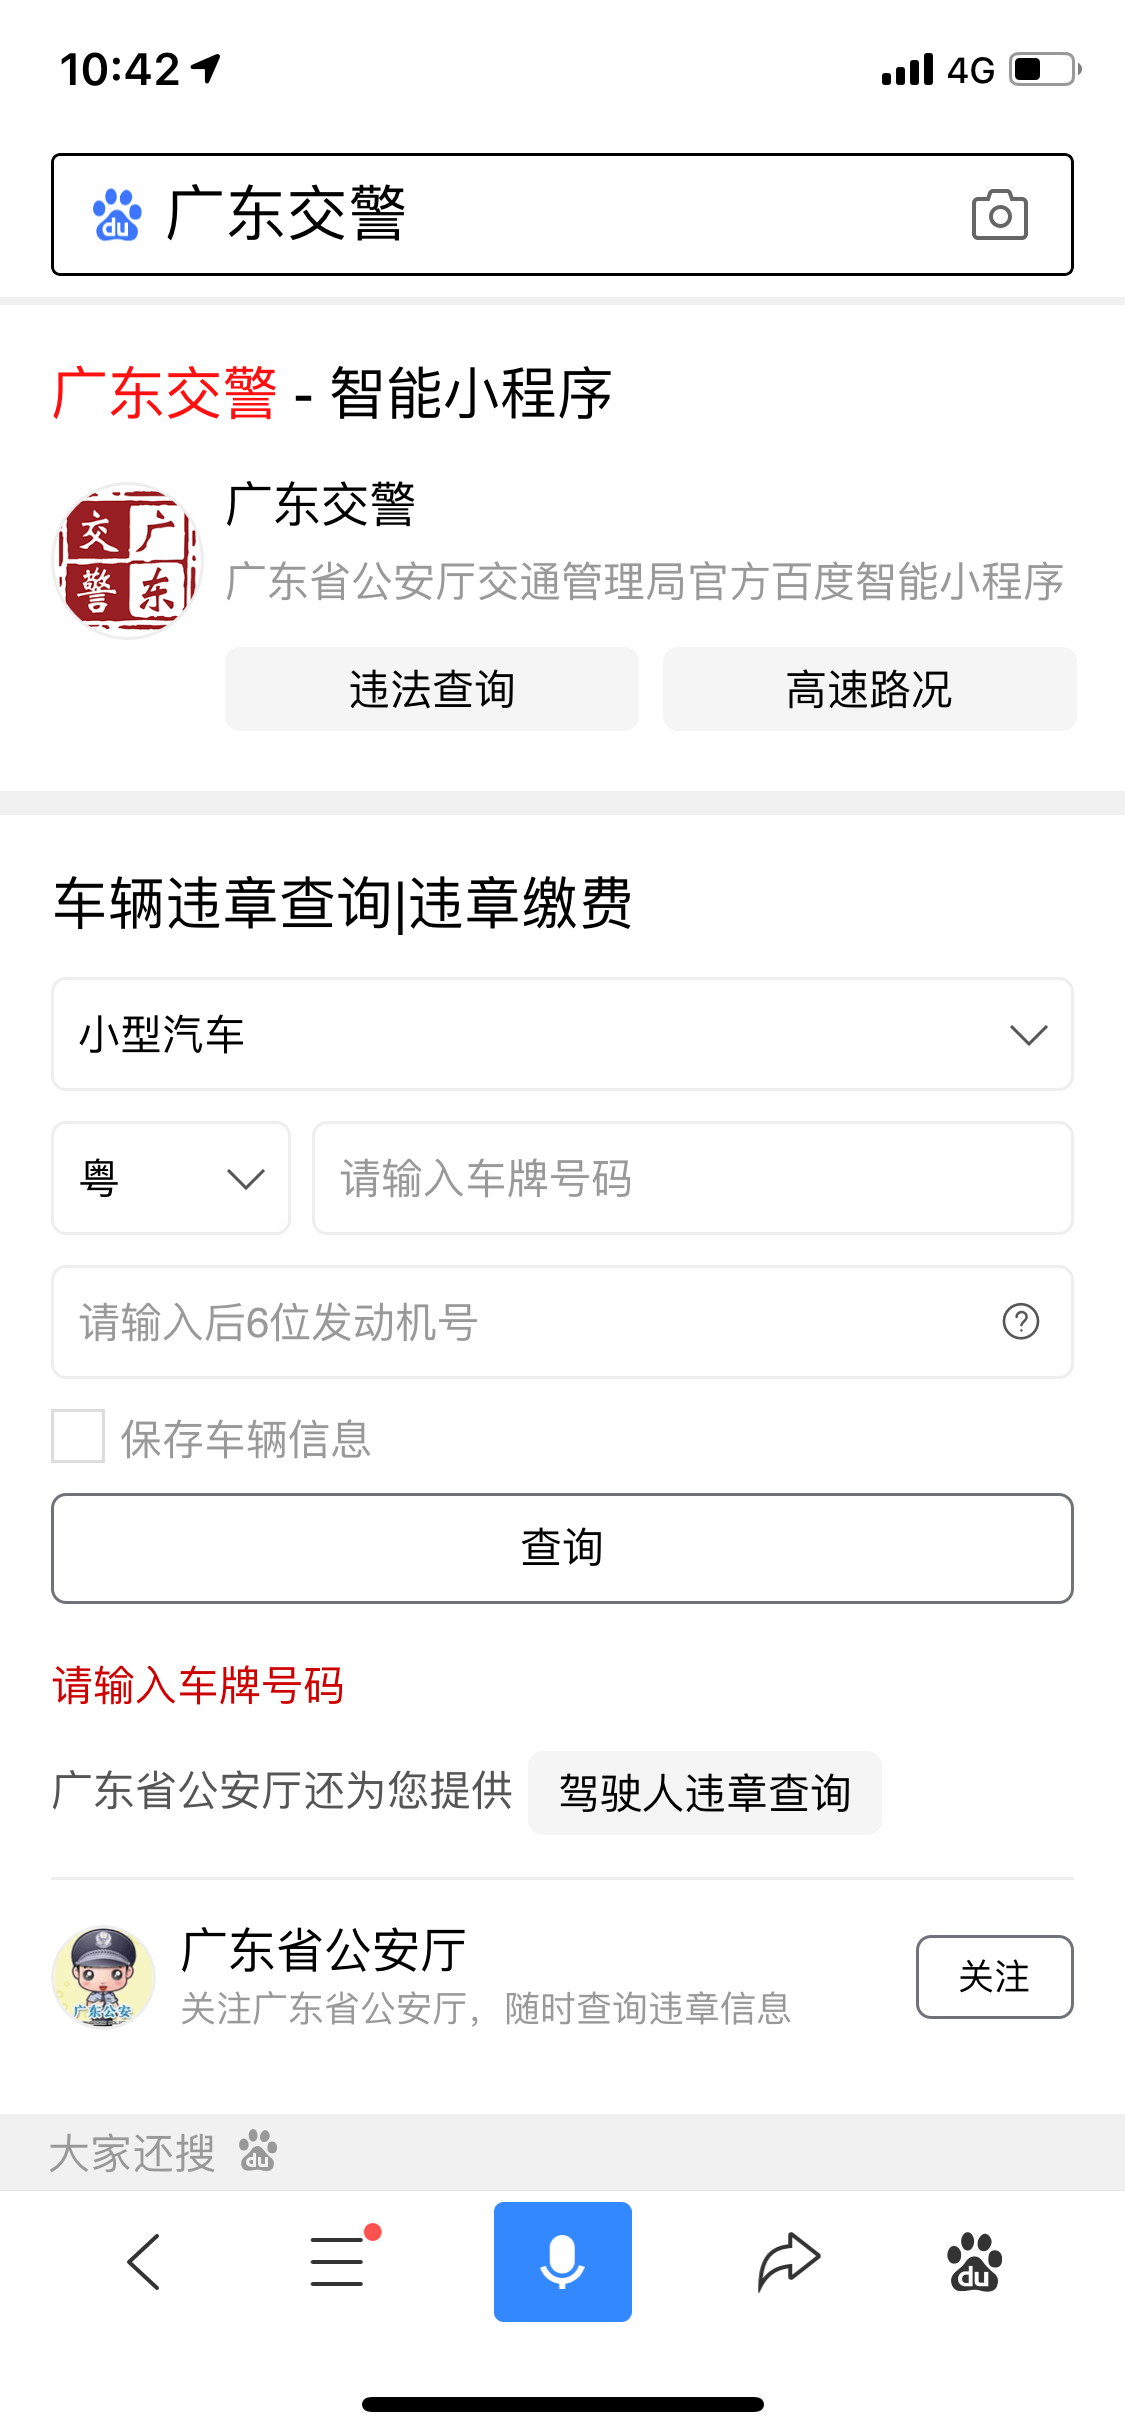 10:42
4G
du 广东交警
广东交警 - 智能小程序
交广
警东
广东交警
广东省公安厅交通管理局官方百度智能小程序
违法查询
高速路况
车辆违章查询|违章缴费
小型汽车
粤
请输入车牌号码
请输入后6位发动机号
?
保存车辆信息
查询
请输入车牌号码
广东省公安厅还为您提供 驾驶人违章查询
广东公安
广东省公安厅
关注广东省公安厅，随时查询违章信息
关注
大家还搜 du
du